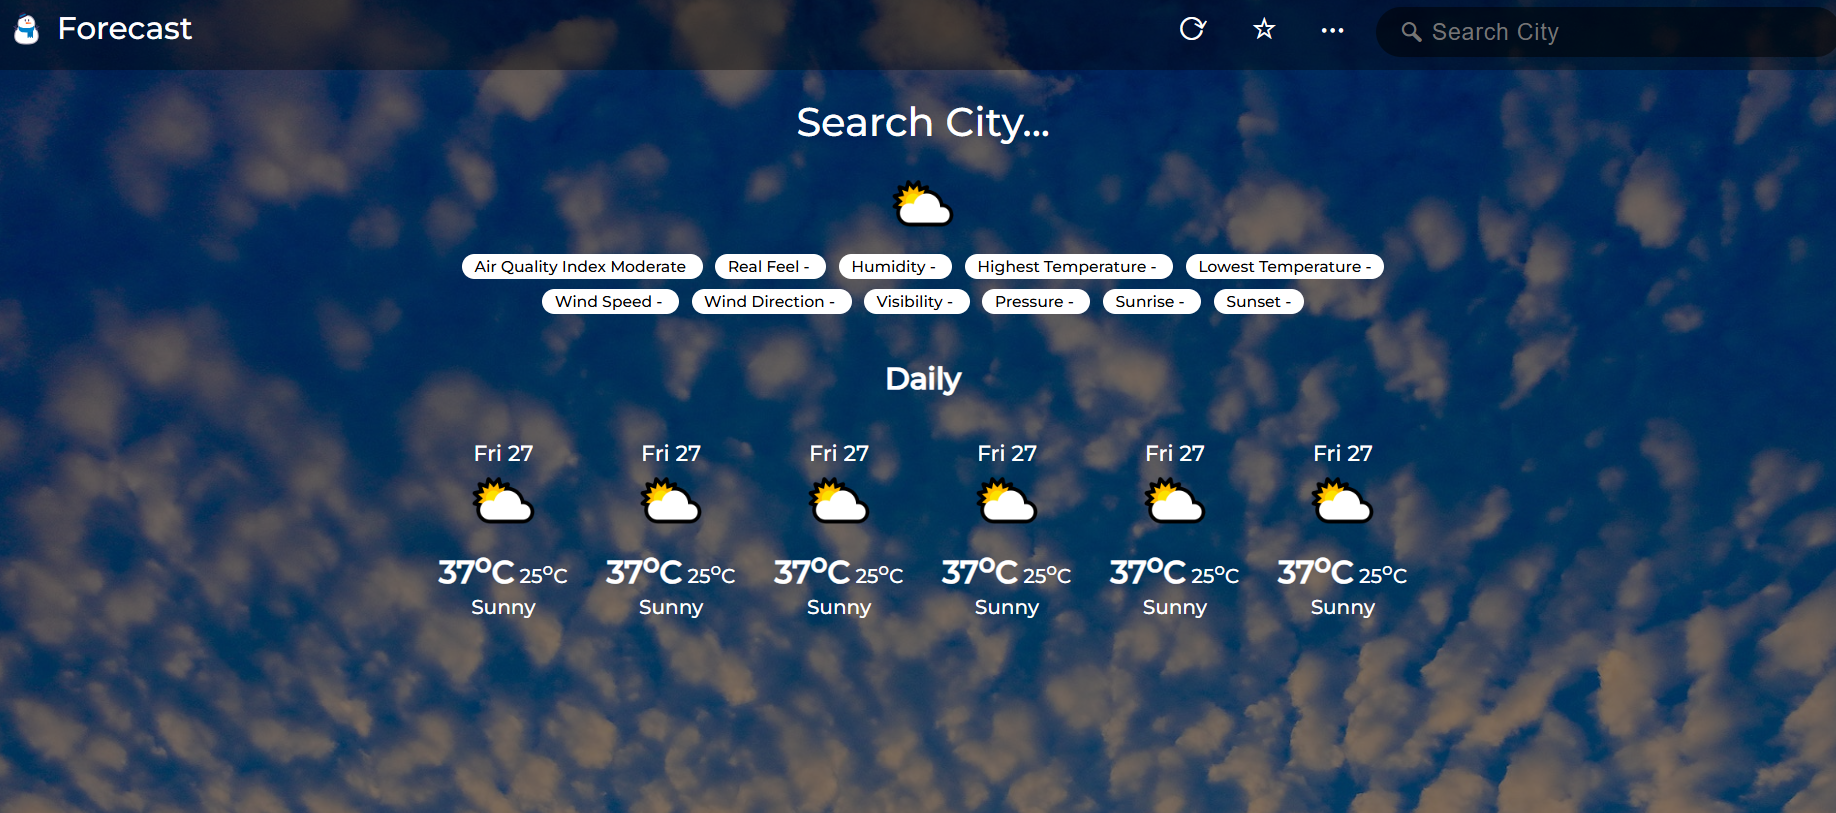 Forecast
Search City
Search City...
Air Quality Index Moderate Real Feel - Humidity - Highest Temperature - Lowest Temperature -
Wind Speed - Wind Direction - Visibility - Pressure - Sunrise - Sunset -
Daily
Fri 27 Fri 27 Fri 27 Fri 27 Fri 27 Fri 27
37°C 25°C 37°C 25°C 37°C 25°C 37°C 25°C 37°C 25°C 37°C 25°C
Sunny Sunny Sunny Sunny Sunny Sunny